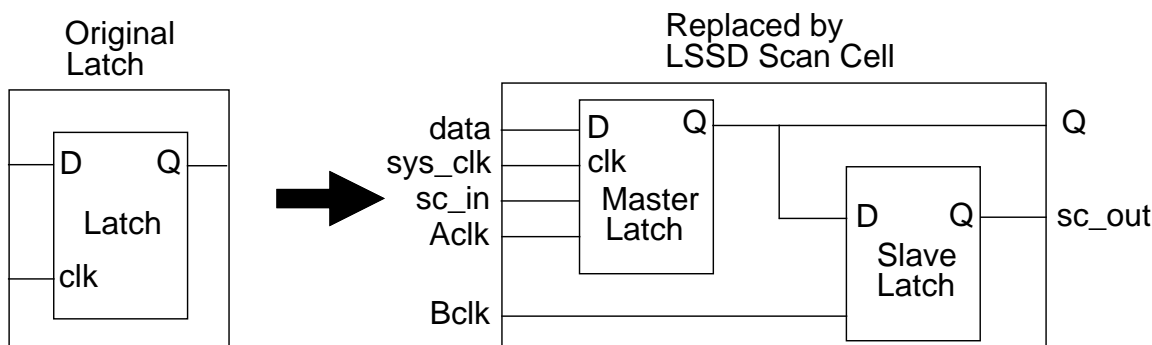 Original
Latch
D
Q
Latch
clk
Replaced by
LSSD Scan Cell
data
sys_clk
sc_in
Aclk
Bclk
D
Q
clk
Master
Latch
D
Q
Slave
Latch
Q
sc_out